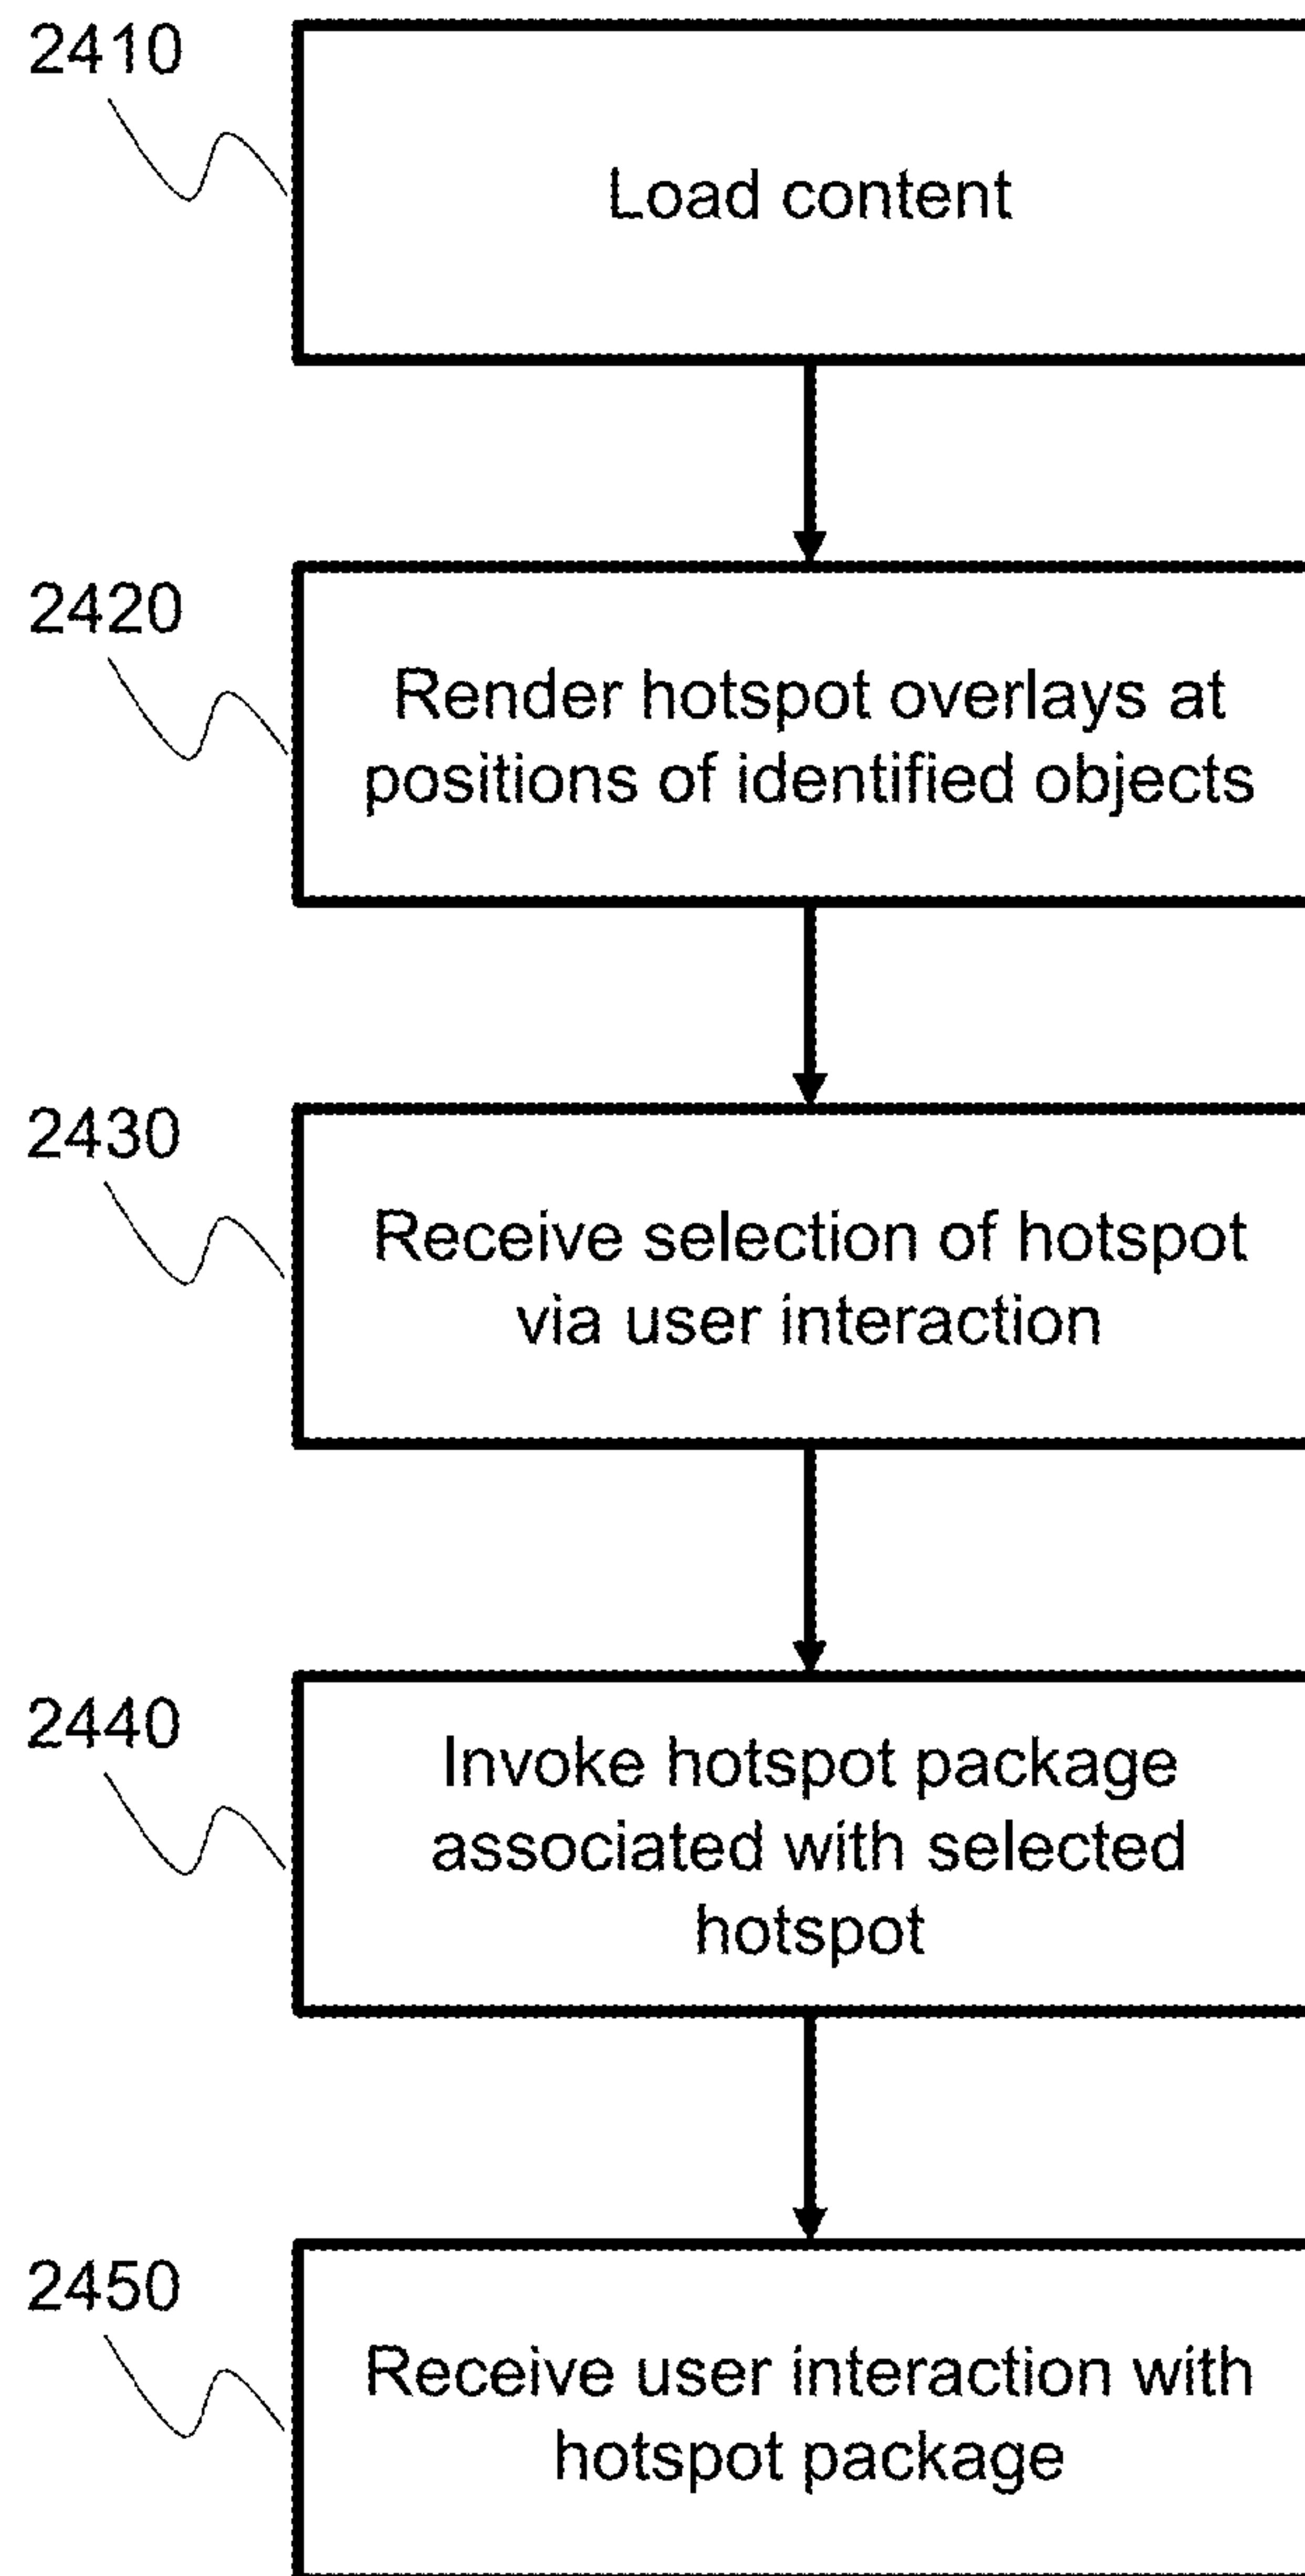 2410
Load content
2420
Render hotspot overlays at
positions of identified objects
2430
Receive selection of hotspot
via user interaction
2440
Invoke hotspot package
associated with selected
hotspot
2450
Receive user interaction with
hotspot package